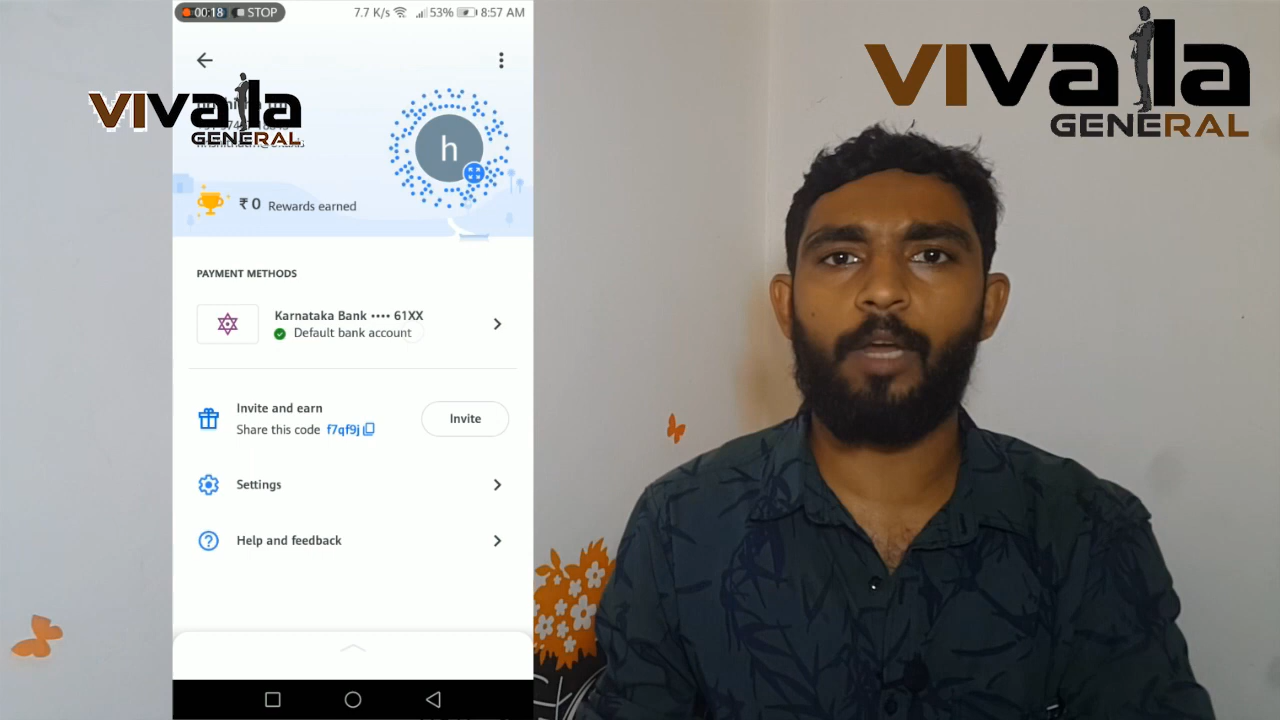 00:18 STOP
7.7 K/s 53% 8:57 AM
VIVA la
GENERAL
₹ 0 Rewards earned
h
PAYMENT METHODS
Karnataka Bank •••• 61XX
Default bank account
Invite and earn
Share this code f7qf9j
Invite
Settings
Help and feedback
VIVA la
GENERAL